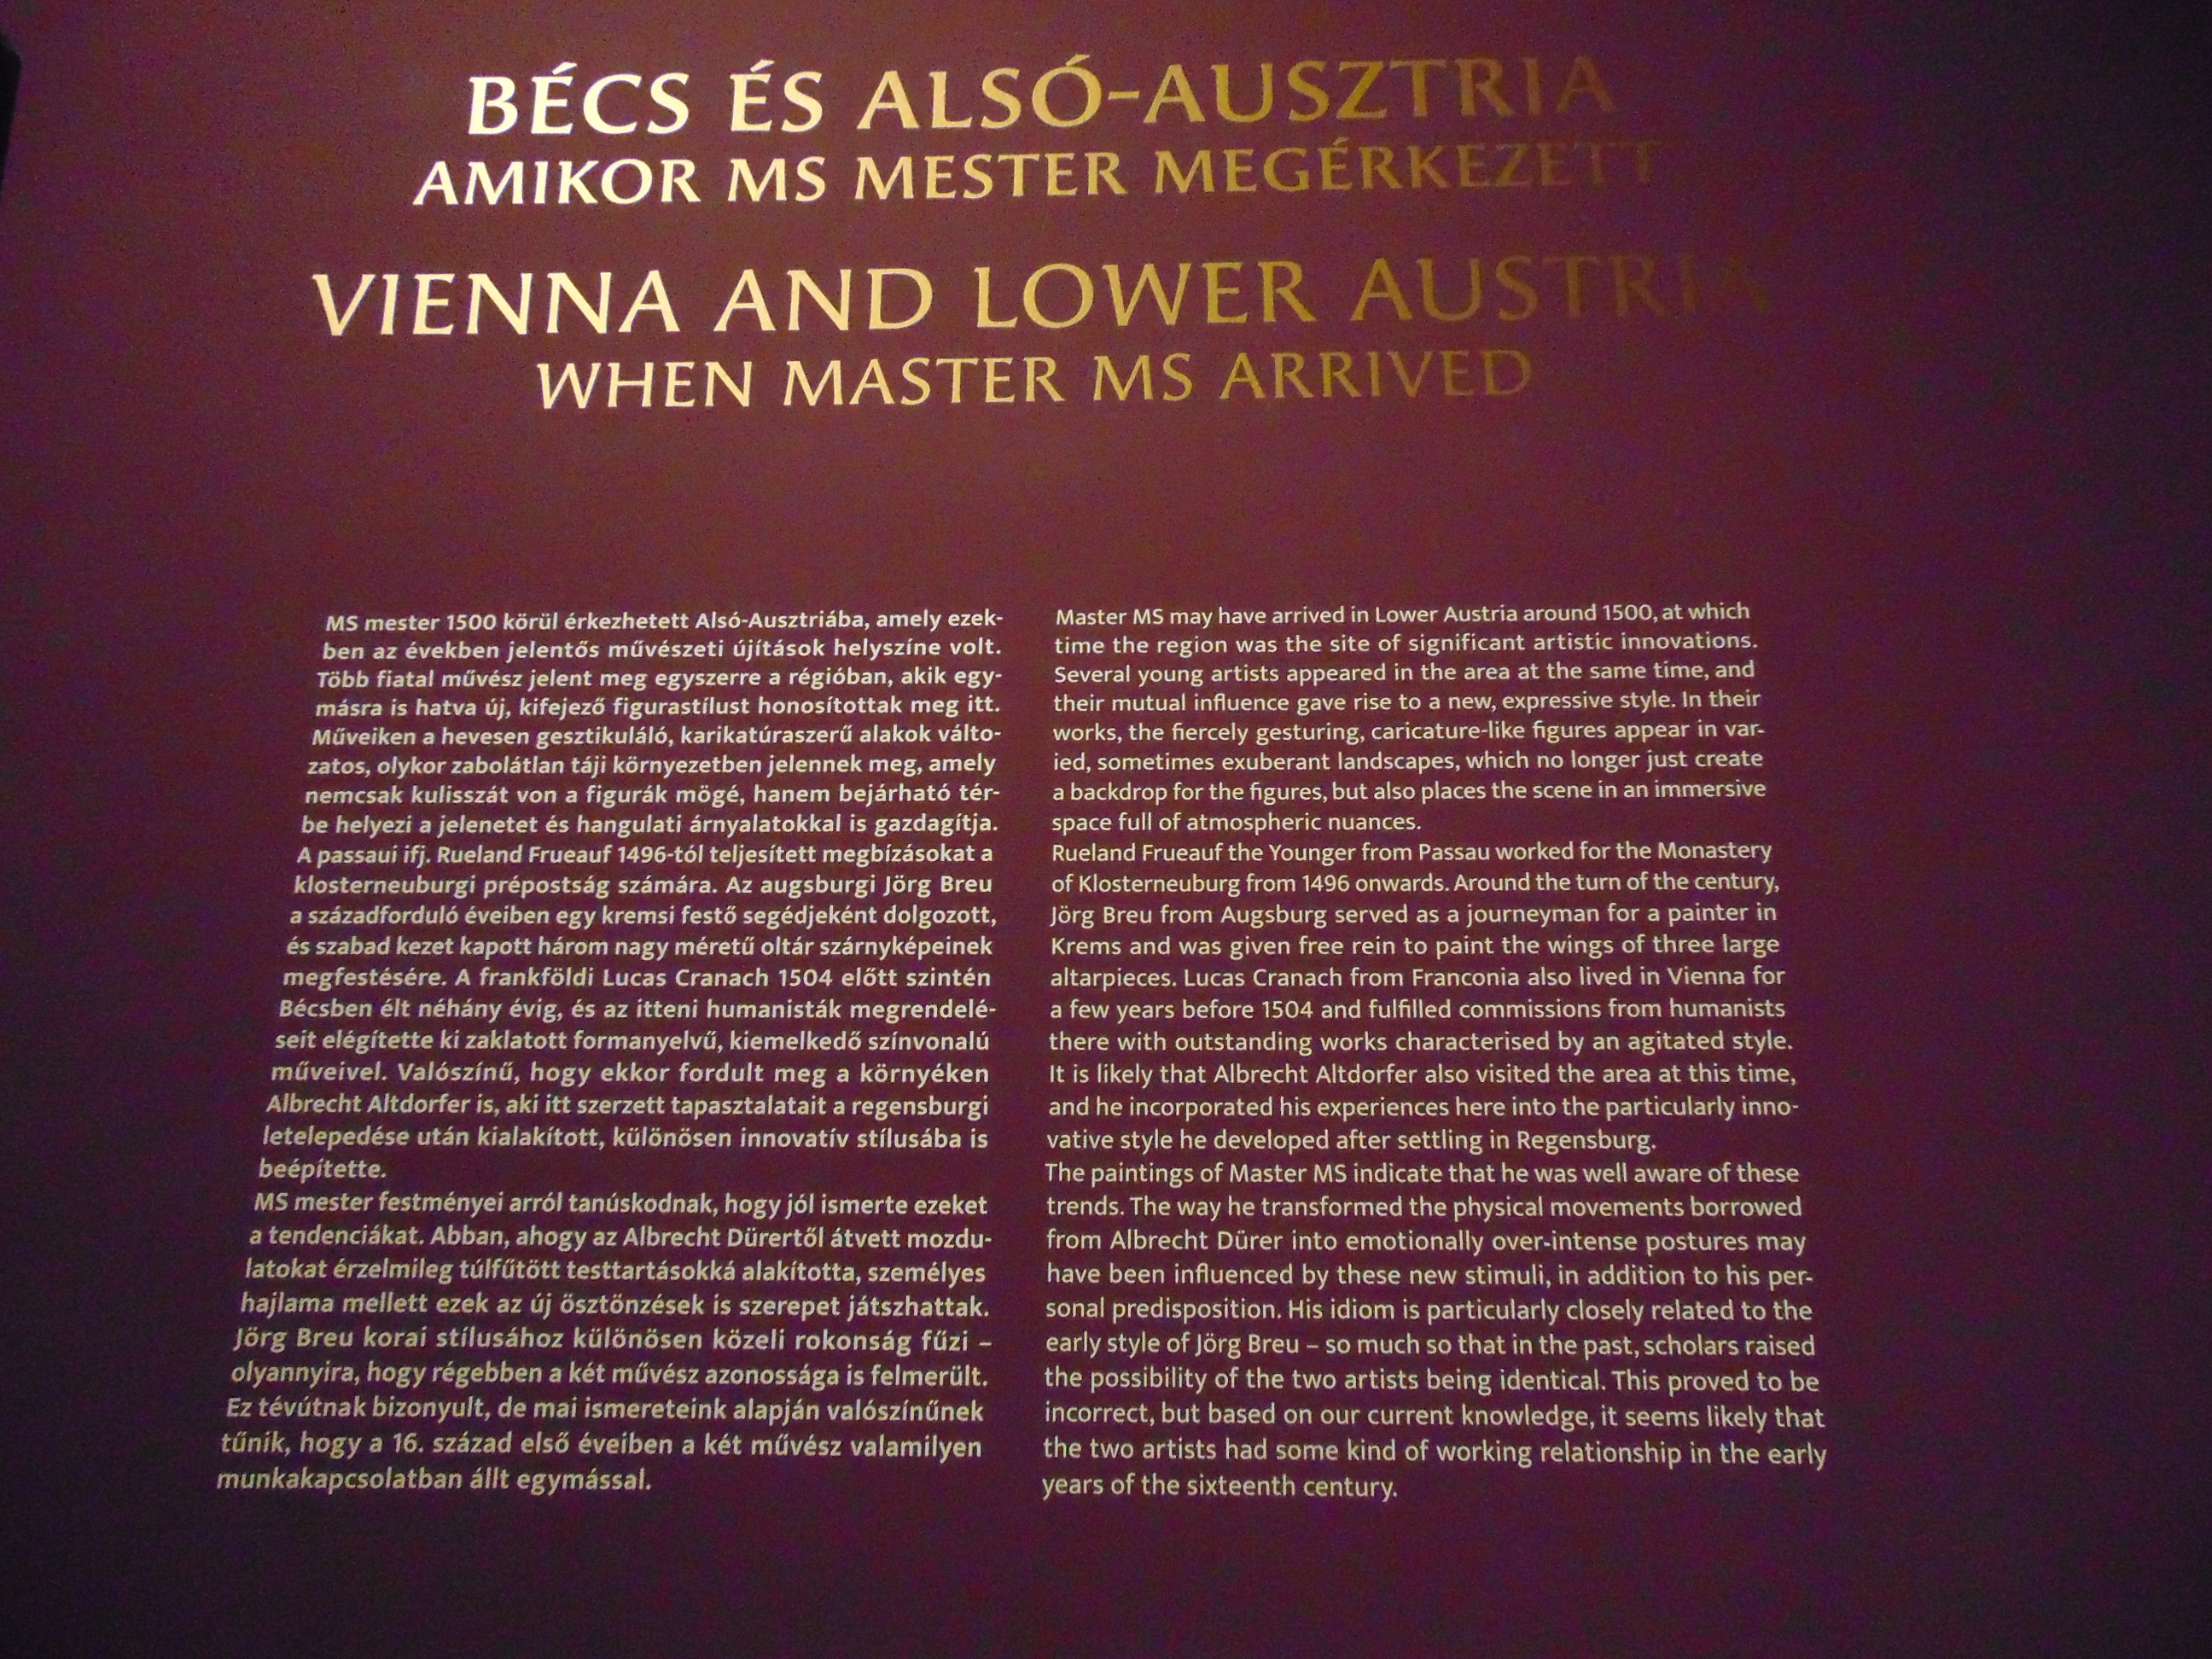 BÉCS ÉS ALSÓ-AUSZTRIA
AMIKOR MS MESTER MEGÉRKEZETT
VIENNA AND LOWER AUSTRIA
WHEN MASTER MS ARRIVED
MS mester 1500 körül érkezhetett Alsó-Ausztriába, amely ezek-
ben az években jelentős művészeti újítások helyszíne volt.
Több fiatal művész jelent meg egyszerre a régióban, akik egy-
másra is hatva új, kifejező figurastílust honosítottak meg itt.
Műveiken a hevesen gesztikuláló, karikatúraszerű alakok válto-
zatos, olykor zabolátlan táji környezetben jelennek meg, amely
nemcsak kulisszát von a figurák mögé, hanem bejárható tér-
be helyezi a jelenetet és hangulati árnyalatokkal is gazdagítja.
A passaui ifj. Rueland Frueauf 1496-tól teljesített megbízásokat a
klosterneuburgi prépostság számára. Az augsburgi Jörg Breu
a századforduló éveiben egy kremsi festő segédjeként dolgozott,
és szabad kezet kapott három nagy méretű oltár szárnyképeinek
megfestésére. A frankföldi Lucas Cranach 1504 előtt szintén
Bécsben élt néhány évig, és az itteni humanisták megrendelé-
seit elégítette ki zaklatott formanyelvű, kiemelkedő színvonalú
műveivel. Valószínű, hogy ekkor fordult meg a környéken
Albrecht Altdorfer is, aki itt szerzett tapasztalatait a regensburgi
letelepedése után kialakított, különösen innovatív stílusába is
beépítette.
MS mester festményei arról tanúskodnak, hogy jól ismerte ezeket
a tendenciákat. Abban, ahogy az Albrecht Dürertől átvett mozdu-
latokat érzelmileg túlfűtött testtartásokká alakította, személyes
hajlama mellett ezek az új ösztönzések is szerepet játszhattak.
Jörg Breu korai stílusához különösen közeli rokonság fűzi –
olyannyira, hogy régebben a két művész azonossága is felmerült.
Ez tévútnak bizonyult, de mai ismereteink alapján valószínűnek
tűnik, hogy a 16. század első éveiben a két művész valamilyen
munkakapcsolatban állt egymással.
Master MS may have arrived in Lower Austria around 1500, at which
time the region was the site of significant artistic innovations.
Several young artists appeared in the area at the same time, and
their mutual influence gave rise to a new, expressive style. In their
works, the fiercely gesturing, caricature-like figures appear in var-
ied, sometimes exuberant landscapes, which no longer just create
a backdrop for the figures, but also places the scene in an immersive
space full of atmospheric nuances.
Rueland Frueauf the Younger from Passau worked for the Monastery
of Klosterneuburg from 1496 onwards. Around the turn of the century,
Jörg Breu from Augsburg served as a journeyman for a painter in
Krems and was given free rein to paint the wings of three large
altarpieces. Lucas Cranach from Franconia also lived in Vienna for
a few years before 1504 and fulfilled commissions from humanists
there with outstanding works characterised by an agitated style.
It is likely that Albrecht Altdorfer also visited the area at this time,
and he incorporated his experiences here into the particularly inno-
vative style he developed after settling in Regensburg.
The paintings of Master MS indicate that he was well aware of these
trends. The way he transformed the physical movements borrowed
from Albrecht Dürer into emotionally over-intense postures may
have been influenced by these new stimuli, in addition to his per-
sonal predisposition. His idiom is particularly closely related to the
early style of Jörg Breu – so much so that in the past, scholars raised
the possibility of the two artists being identical. This proved to be
incorrect, but based on our current knowledge, it seems likely that
the two artists had some kind of working relationship in the early
years of the sixteenth century.